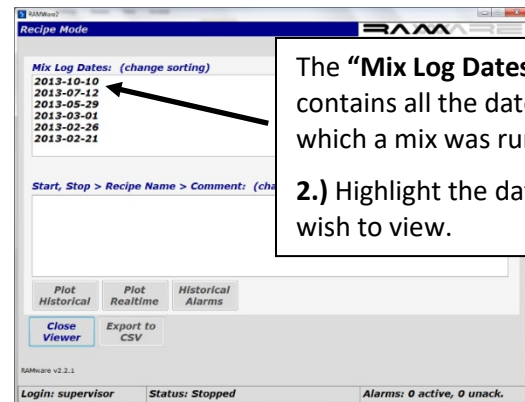 RAMWare2
Recipe Mode
RAMWARE
Mix Log Dates: (change sorting)
2013-10-10
2013-07-12
2013-05-29
2013-03-01
2013-02-26
2013-02-21
The “Mix Log Dates
contains all the date
which a mix was run
2.) Highlight the dat
wish to view.
Start, Stop > Recipe Name > Comment: (cha
Plot Historical
Plot Realtime
Historical Alarms
Close Viewer
Export to CSV
RAMware v2.2.1
Login: supervisor
Status: Stopped
Alarms: 0 active, 0 unack.